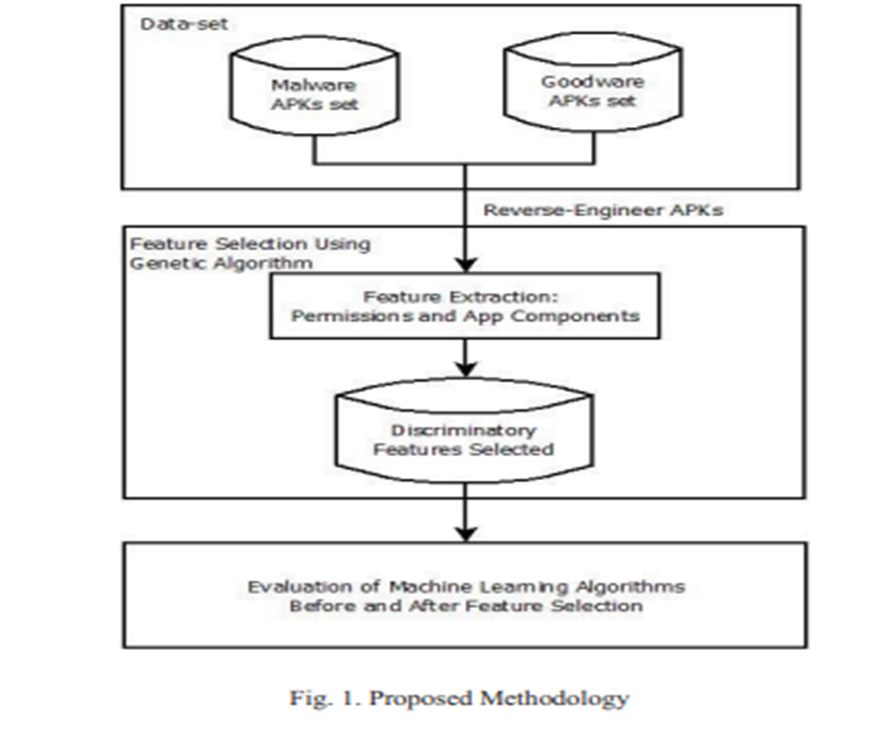 Data-set
Malware
APKs set
Goodware
APKs set
Reverse-Engineer APKs
Feature Selection Using
Genetic Algorithm
Feature Extraction:
Permissions and App Components
Discriminatory
Features Selected
Evaluation of Machine Learning Algorithms
Before and After Feature Selection
Fig. 1. Proposed Methodology